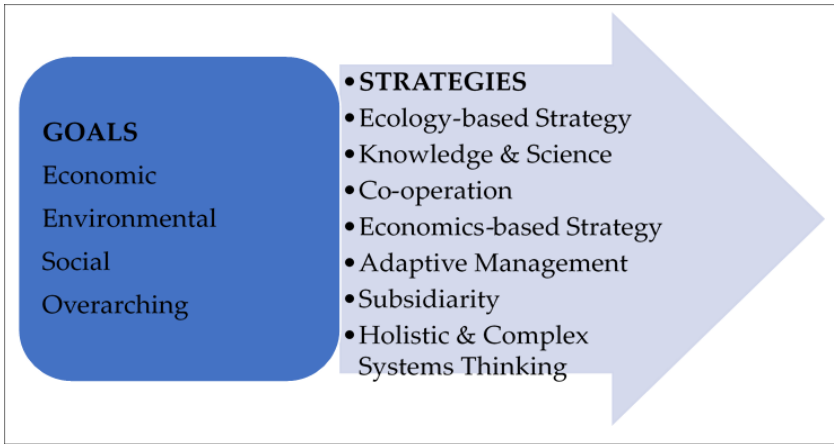 GOALS
Economic
Environmental
Social
Overarching
•STRATEGIES
•Ecology-based Strategy
•Knowledge & Science
•Co-operation
•Economics-based Strategy
•Adaptive Management
•Subsidiarity
•Holistic & Complex
Systems Thinking